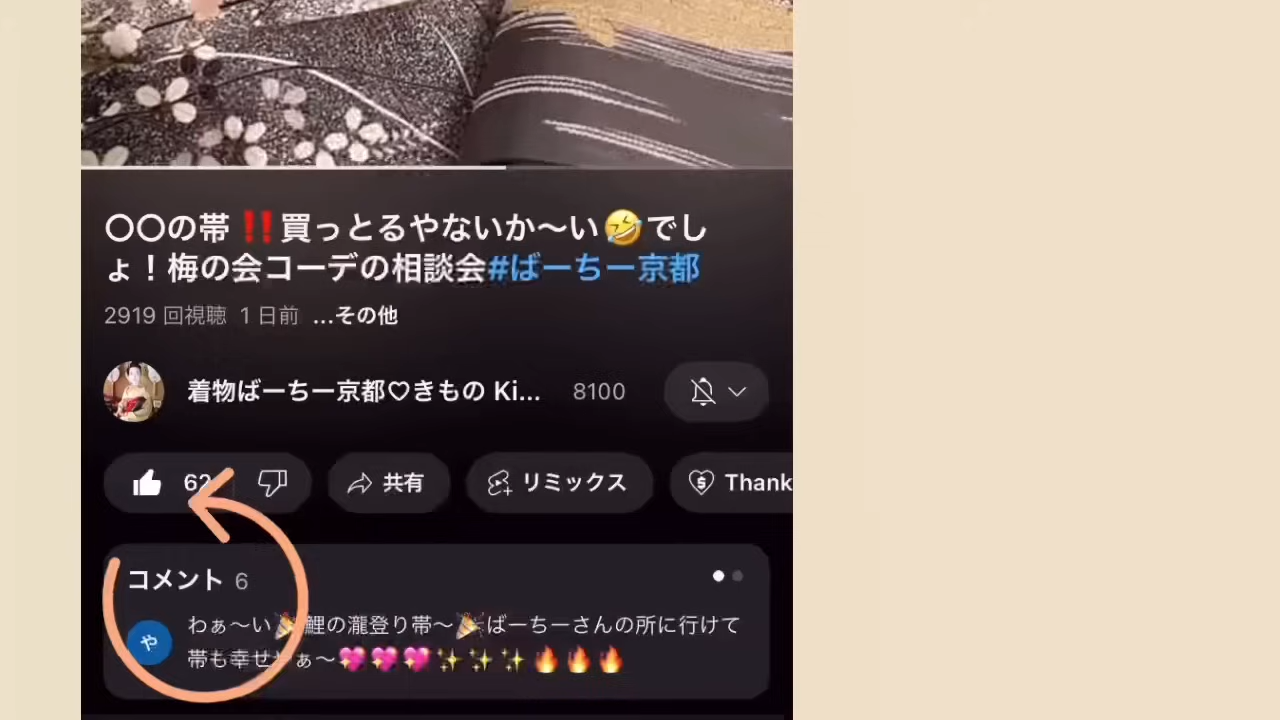 〇〇の帯‼️買っとるやないか〜い🤣でし
ょ！梅の会コーデの相談会#ばーちー京都
2919 回視聴 1 日前 ...その他
着物ばーちー京都♡きもの Ki... 8100
62 共有 リミックス Thank
コメント 6
や
わぁ〜い🎉鯉の瀧登り帯〜🎉ばーちーさんの所に行けて
帯も幸せやぁ〜💖💖💖✨✨✨🔥🔥🔥